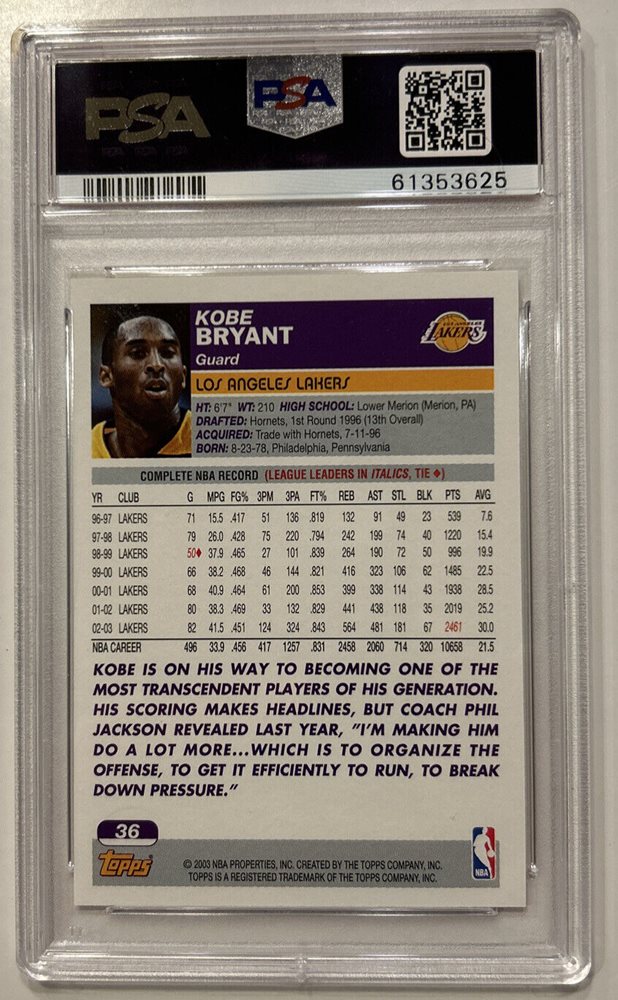 PSA PSA
PSA PSA PSA
61353625
KOBE
BRYANT
Guard
LOS ANGELES
LAKERS
LOS ANGELES LAKERS
HT: 6'7" WT: 210 HIGH SCHOOL: Lower Merion (Merion, PA)
DRAFTED: Hornets, 1st Round 1996 (13th Overall)
ACQUIRED: Trade with Hornets, 7-11-96
BORN: 8-23-78, Philadelphia, Pennsylvania
COMPLETE NBA RECORD (LEAGUE LEADERS IN ITALICS, TIE ♦)
YR CLUB G MPG FG% 3PM 3PA FT% REB AST STL BLK PTS AVG
96-97 LAKERS 71 15.5 .417 51 136 .819 132 91 49 23 539 7.6
97-98 LAKERS 79 26.0 .428 75 220 .794 242 199 74 40 1220 15.4
98-99 LAKERS 50♦ 37.9 .465 27 101 .839 264 190 72 50 996 19.9
99-00 LAKERS 66 38.2 .468 46 144 .821 416 323 106 62 1485 22.5
00-01 LAKERS 68 40.9 .464 61 200 .853 399 338 114 43 1938 28.5
01-02 LAKERS 80 38.3 .469 33 132 .829 441 438 118 35 2019 25.2
02-03 LAKERS 82 41.5 .451 124 324 .843 564 481 181 67 2461 30.0
NBA CAREER 496 33.9 .456 417 1257 .831 2458 2060 714 320 10658 21.5
KOBE IS ON HIS WAY TO BECOMING ONE OF THE
MOST TRANSCENDENT PLAYERS OF HIS GENERATION.
HIS SCORING MAKES HEADLINES, BUT COACH PHIL
JACKSON REVEALED LAST YEAR, "I'M MAKING HIM
DO A LOT MORE...WHICH IS TO ORGANIZE THE
OFFENSE, TO GET IT EFFICIENTLY TO RUN, TO BREAK
DOWN PRESSURE."
36
topps
© 2003 NBA PROPERTIES, INC. CREATED BY THE TOPPS COMPANY, INC.
TOPPS IS A REGISTERED TRADEMARK OF THE TOPPS COMPANY, INC.
NBA